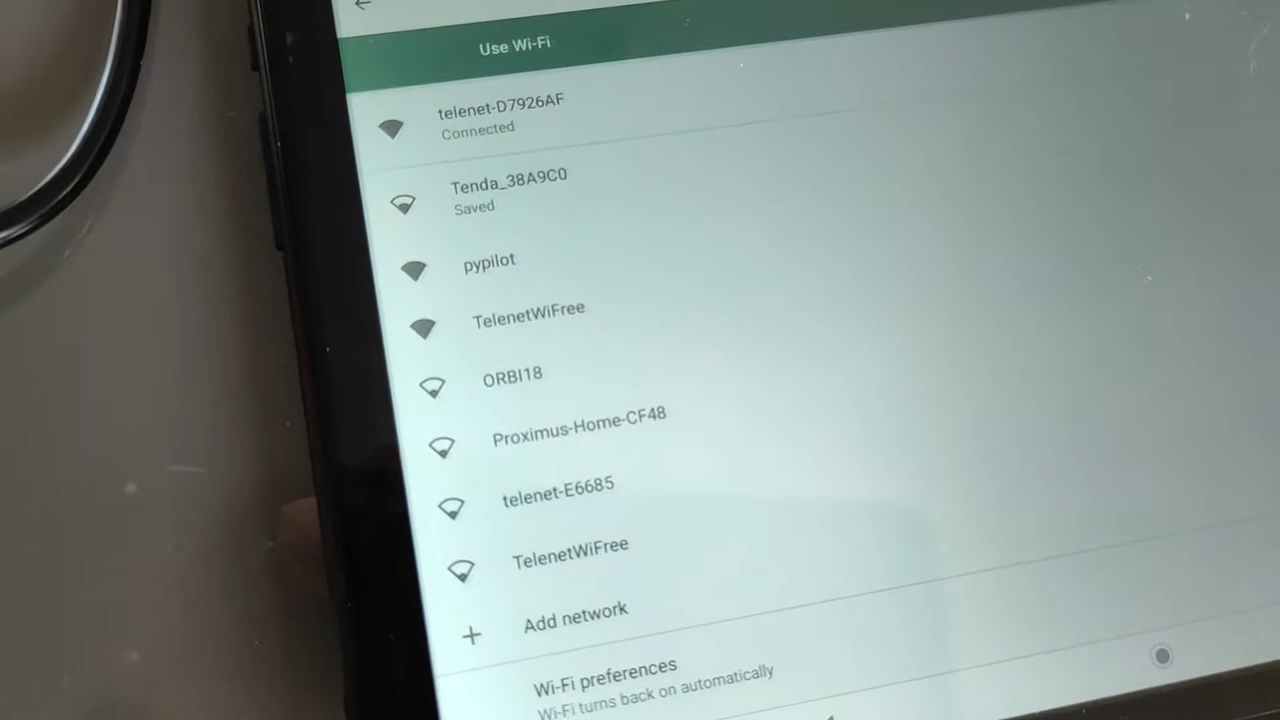 Use Wi-Fi
telenet-D7926AF
Connected
Tenda_38A9C0
Saved
pypilot
TelenetWiFree
ORBI18
Proximus-Home-CF48
telenet-E6685
TelenetWiFree
Add network
Wi-Fi preferences
Wi-Fi turns back on automatically